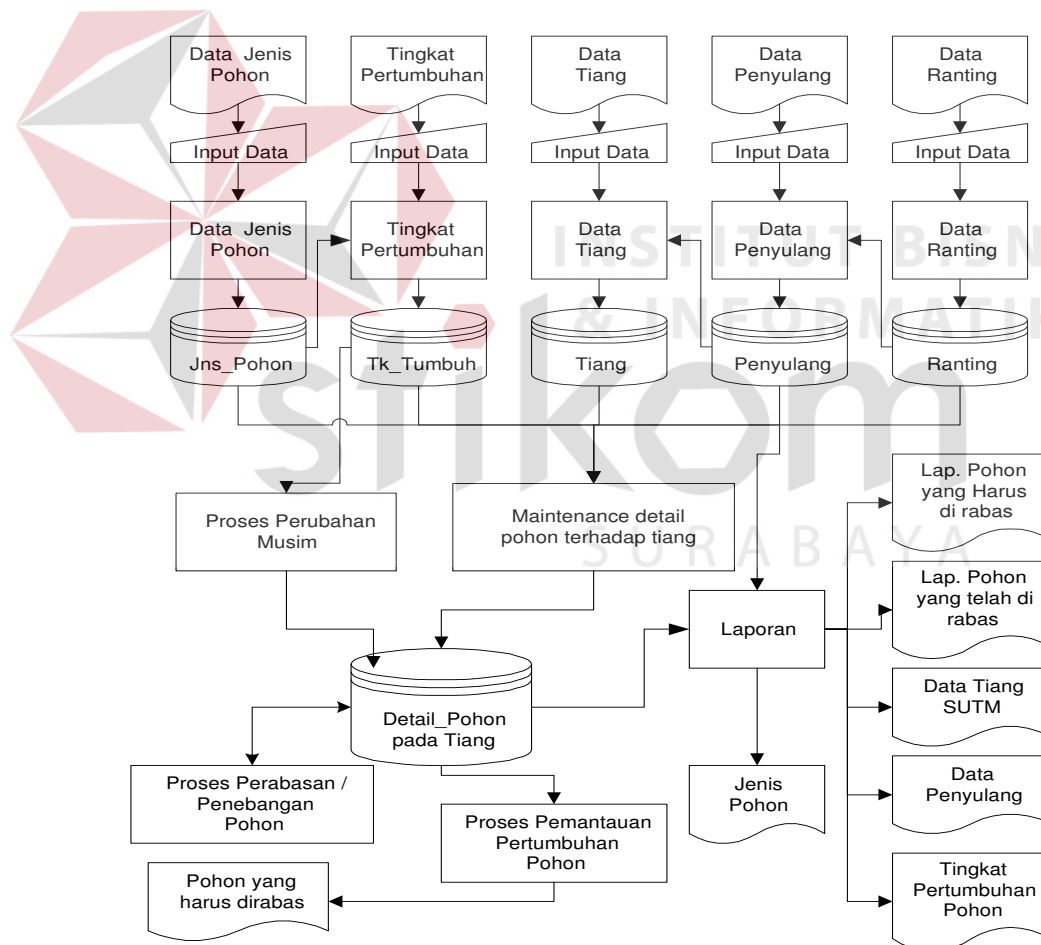 Data Jenis
Pohon
Tingkat
Pertumbuhan
Data
Tiang
Data
Penyulang
Data
Ranting
Input Data
Input Data
Input Data
Input Data
Input Data
Data Jenis
Pohon
Tingkat
Pertumbuhan
Data
Tiang
Data
Penyulang
Data
Ranting
INSTITUT BISN
& INFORMATIK
Jns_Pohon
Tk_Tumbuh
Tiang
Penyulang
Ranting
stikom
SURABAYA
Proses Perubahan
Musim
Maintenance detail
pohon terhadap tiang
Lap. Pohon
yang Harus
di rabas
Lap. Pohon
yang telah di
rabas
Laporan
Detail_Pohon
pada Tiang
Data Tiang
SUTM
Proses Perabasan /
Penebangan
Pohon
Jenis
Pohon
Data
Penyulang
Proses Pemantauan
Pertumbuhan
Pohon
Pohon yang
harus dirabas
Tingkat
Pertumbuhan
Pohon